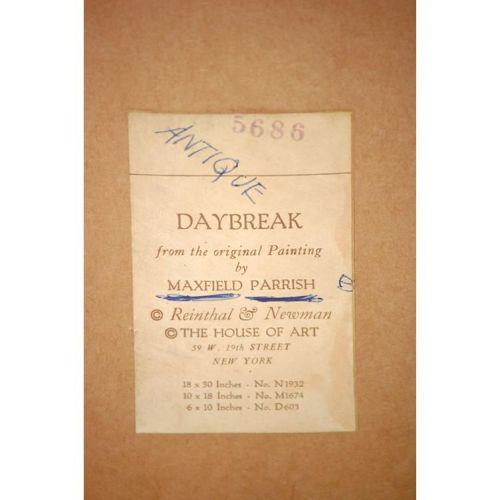 5686
ANTIQUE
DAYBREAK
from the original Painting
by
MAXFIELD PARRISH
© Reinthal & Newman
© THE HOUSE OF ART
59 W. 19th STREET
NEW YORK
18 x 30 Inches - No. N1932
10 x 18 Inches - No. M1674
6 x 10 Inches - No. D603